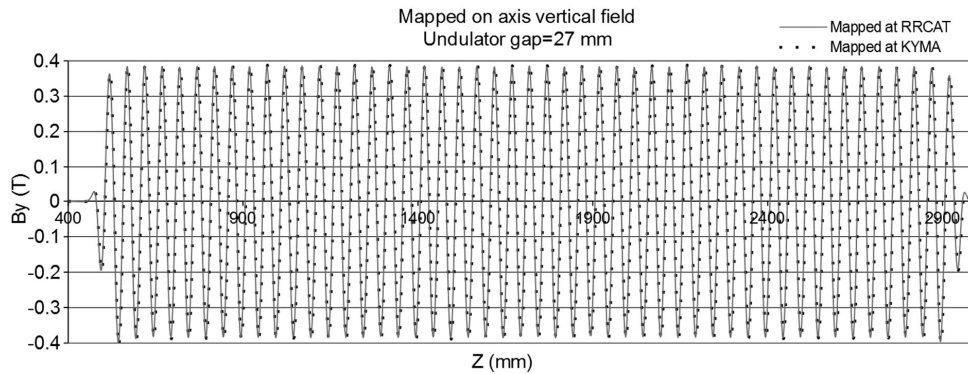 Mapped on axis vertical field
Undulator gap=27 mm
Mapped at RRCAT
Mapped at KYMA
0.4
0.3
0.2
0.1
0
-0.1
-0.2
-0.3
-0.4
By (T)
400
900
1400
1900
2400
2900
Z (mm)